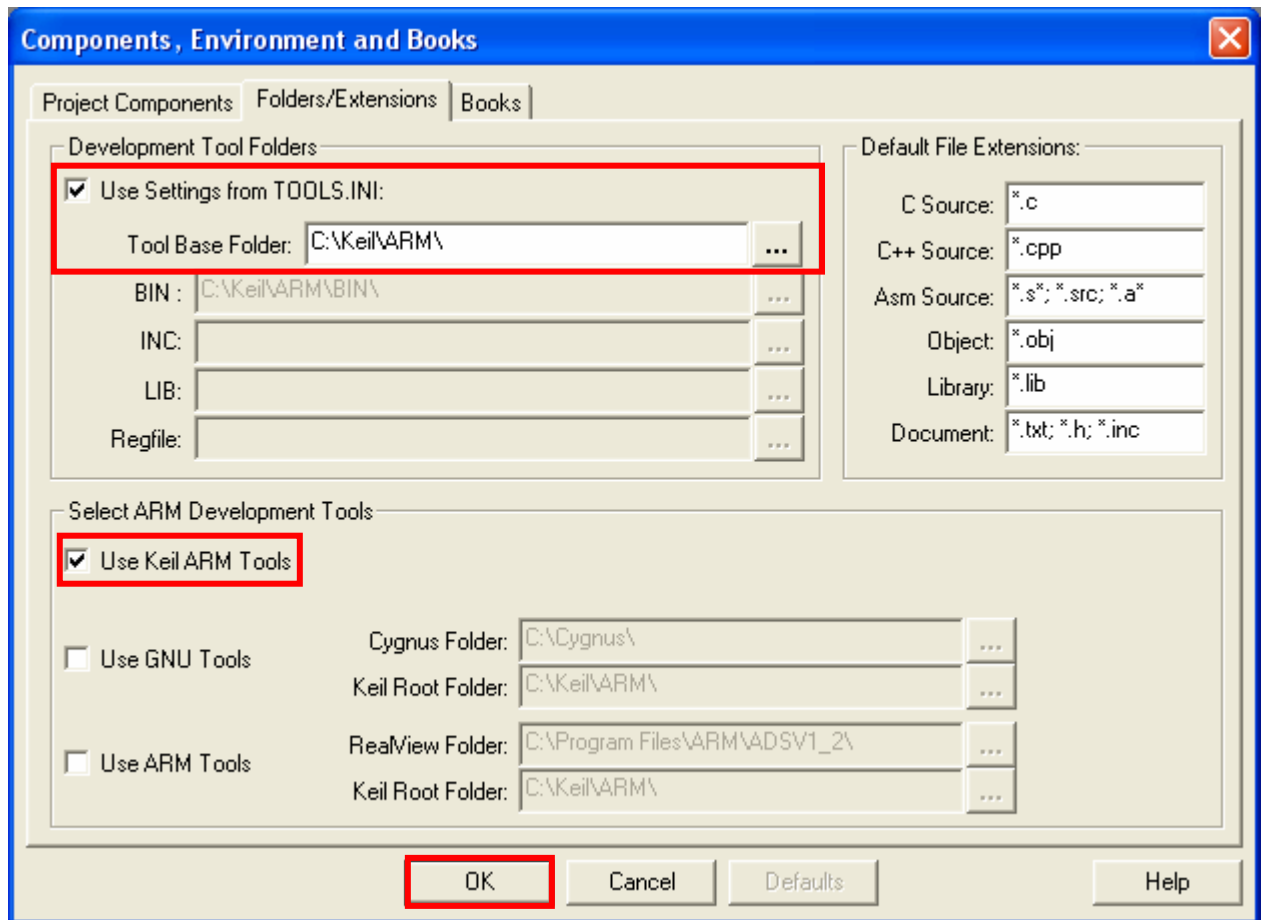 Components, Environment and Books
Project Components Folders/Extensions Books
Development Tool Folders
Use Settings from TOOLS.INI:
Tool Base Folder: C:\Keil\ARM\ ...
BIN : C:\Keil\ARM\BIN\ ...
INC: ...
LIB: ...
Regfile: ...
Default File Extensions:
C Source: *.c
C++ Source: *.cpp
Asm Source: *.s*; *.src; *.a*
Object: *.obj
Library: *.lib
Document: *.txt; *.h; *.inc
Select ARM Development Tools
Use Keil ARM Tools
Use GNU Tools
Cygnus Folder: C:\Cygnus\ ...
Keil Root Folder: C:\Keil\ARM\ ...
Use ARM Tools
RealView Folder: C:\Program Files\ARM\ADSV1_2\ ...
Keil Root Folder: C:\Keil\ARM\ ...
OK Cancel Defaults Help